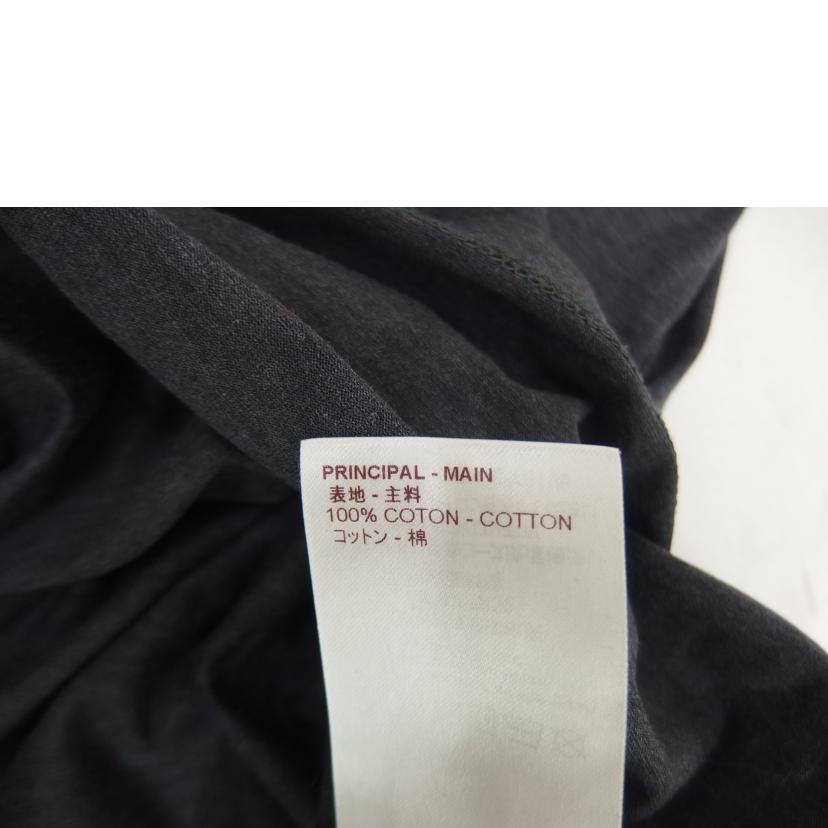 PRINCIPAL - MAIN
表地 - 主料
100% COTON - COTTON
コットン - 棉